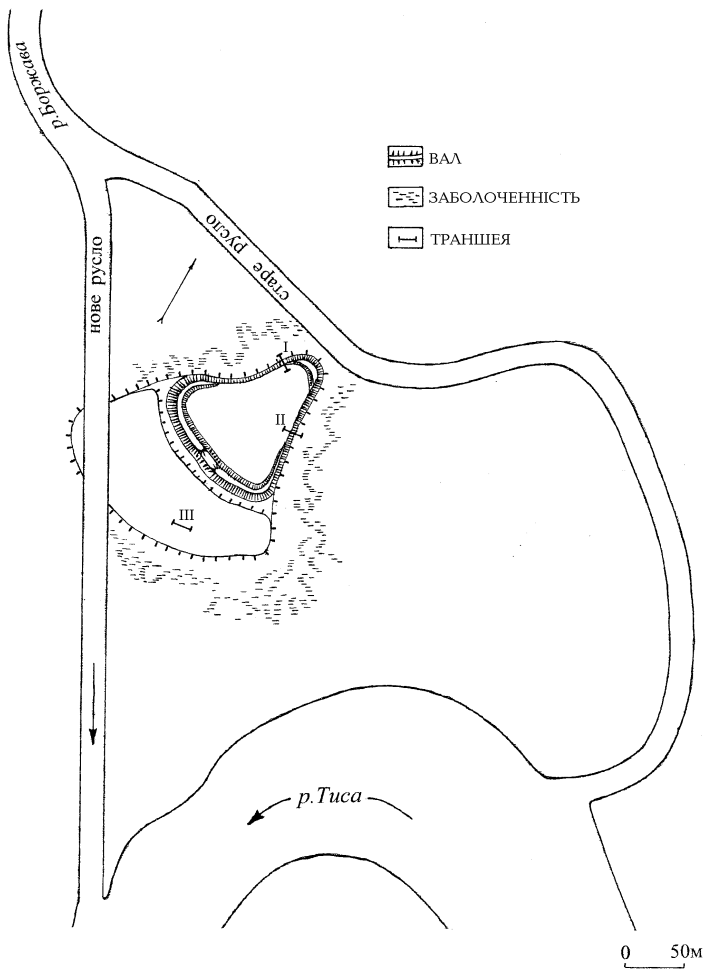 р.Боржава
ВАЛ
ЗАБОЛОЧЕННІСТЬ
ТРАНШЕЯ
старе русло
нове русло
I
II
III
р.Тиса
0 50м